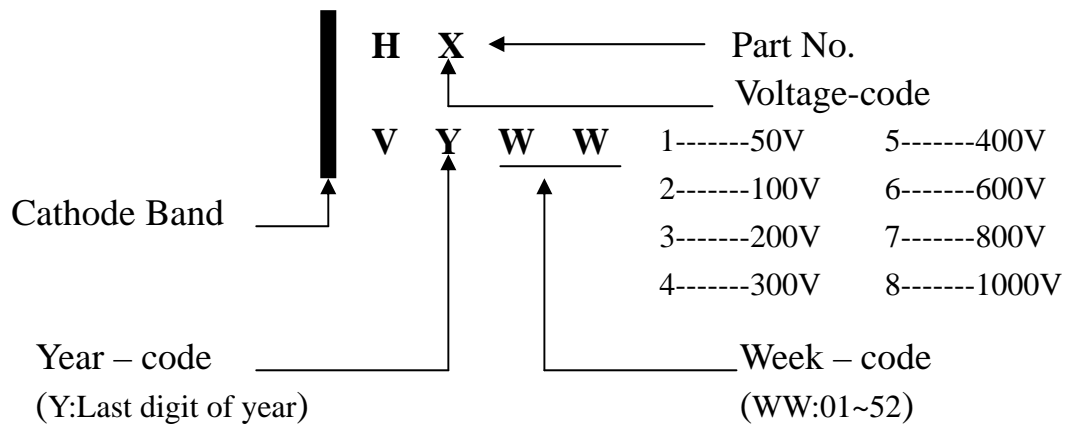 H X Part No.
Voltage-code
V Y W W
1-------50V 5-------400V
2-------100V 6-------600V
Cathode Band
3-------200V 7-------800V
4-------300V 8-------1000V
Year – code Week – code
(Y:Last digit of year) (WW:01~52)